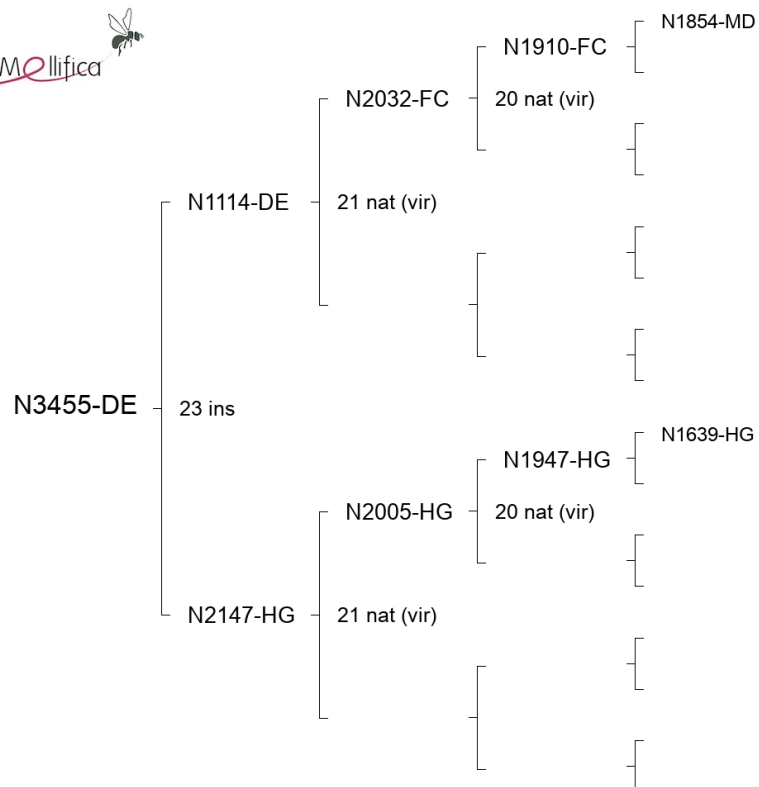 N1854-MD
N1910-FC
Mellifica
N2032-FC
20 nat (vir)
N1114-DE
21 nat (vir)
N3455-DE
23 ins
N1639-HG
N1947-HG
N2005-HG
20 nat (vir)
N2147-HG
21 nat (vir)